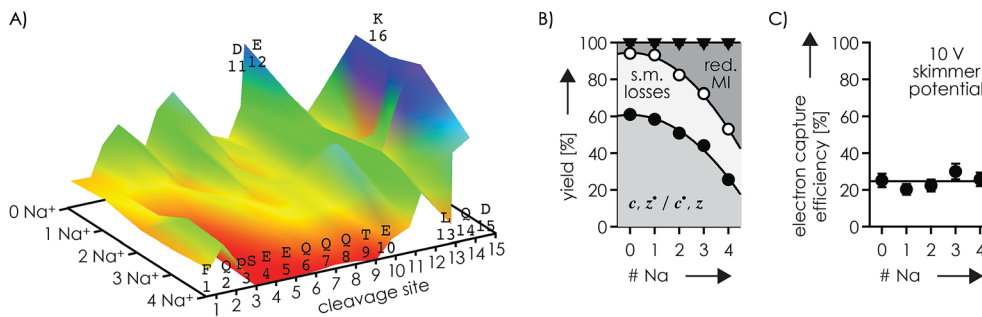 A)
K
16
D E
11 12
0 Na⁺
1 Na⁺
2 Na⁺
3 Na⁺
4 Na⁺
F Q pS E E Q Q Q T E L Q D
1 2 3 4 5 6 7 8 9 10 13 14 15
1 2 3 4 5 6 7 8 9 10 11 12 13 14 15
cleavage site
B)
yield [%]
100
80
60
40
20
0
s.m.
losses
red.
MI
c, z• / c•, z
0 1 2 3 4
# Na
C)
electron capture
efficiency [%]
100
80
60
40
20
0
10 V
skimmer
potential
0 1 2 3 4
# Na